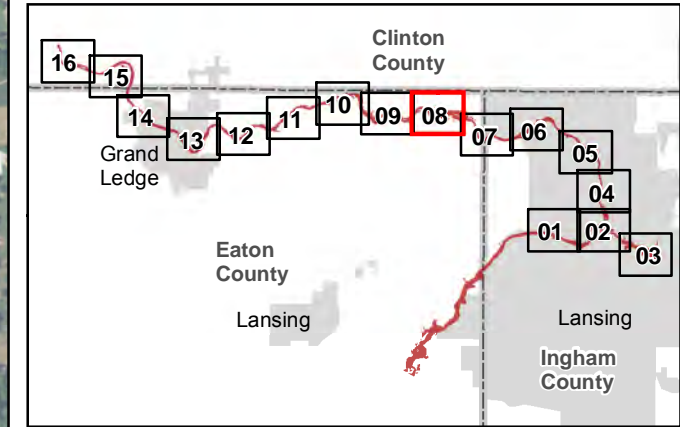 Clinton
County
16
15
14
13
12
11
10
09
08
07
06
05
04
01
02
03
Grand
Ledge
Eaton
County
Lansing
Lansing
Ingham
County